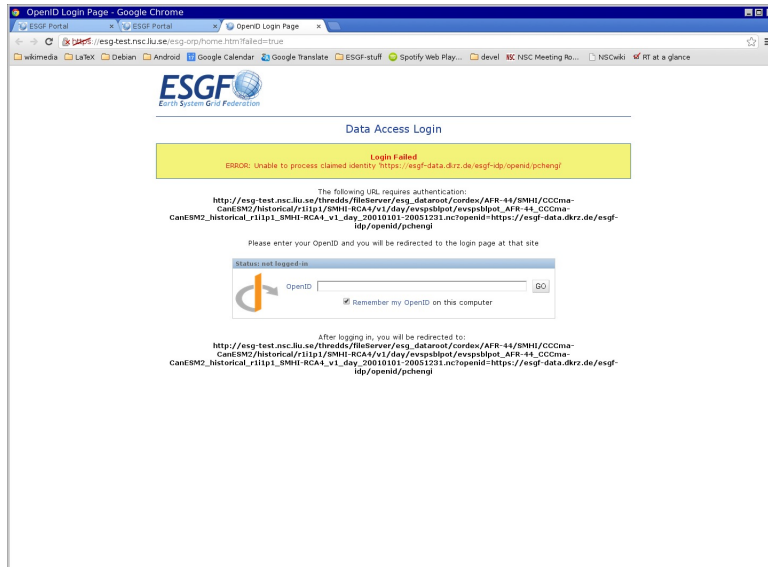 OpenID Login Page - Google Chrome
ESGF Portal × ESGF Portal × OpenID Login Page ×
https://esg-test.nsc.liu.se/esg-orp/home.htm?failed=true
wikimedia LaTeX Debian Android Google Calendar Google Translate ESGF-stuff Spotify Web Play... devel NSC NSC Meeting Ro... NSCwiki RT at a glance
ESGF
Earth System Grid Federation
Data Access Login
Login Failed
ERROR: Unable to process claimed identity 'https://esgf-data.dkrz.de/esgf-idp/openid/pchengi'
The following URL requires authentication:
http://esg-test.nsc.liu.se/thredds/fileServer/esg_dataroot/cordex/AFR-44/SMHI/CCCma-
CanESM2/historical/r1i1p1/SMHI-RCA4/v1/day/evspsblpot/evspsblpot_AFR-44_CCCma-
CanESM2_historical_r1i1p1_SMHI-RCA4_v1_day_20010101-20051231.nc?openid=https://esgf-data.dkrz.de/esgf-
idp/openid/pchengi
Please enter your OpenID and you will be redirected to the login page at that site
Status: not logged-in
OpenID GO
Remember my OpenID on this computer
After logging in, you will be redirected to:
http://esg-test.nsc.liu.se/thredds/fileServer/esg_dataroot/cordex/AFR-44/SMHI/CCCma-
CanESM2/historical/r1i1p1/SMHI-RCA4/v1/day/evspsblpot/evspsblpot_AFR-44_CCCma-
CanESM2_historical_r1i1p1_SMHI-RCA4_v1_day_20010101-20051231.nc?openid=https://esgf-data.dkrz.de/esgf-
idp/openid/pchengi